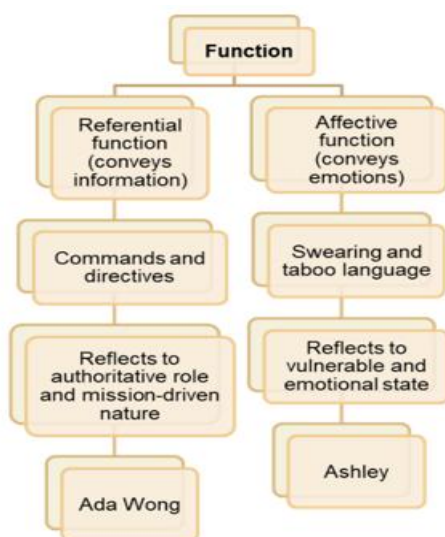 Function
Referential
function
(conveys
information)
Commands and
directives
Reflects to
authoritative role
and mission-driven
nature
Ada Wong
Affective
function
(conveys
emotions)
Swearing and
taboo language
Reflects to
vulnerable and
emotional state
Ashley